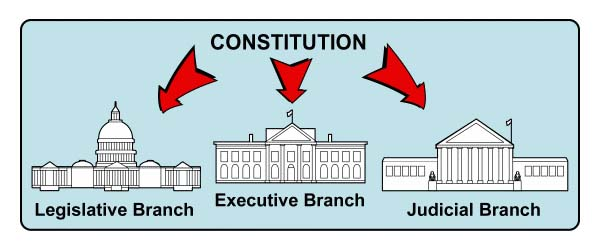 CONSTITUTION
Legislative Branch
Executive Branch
Judicial Branch